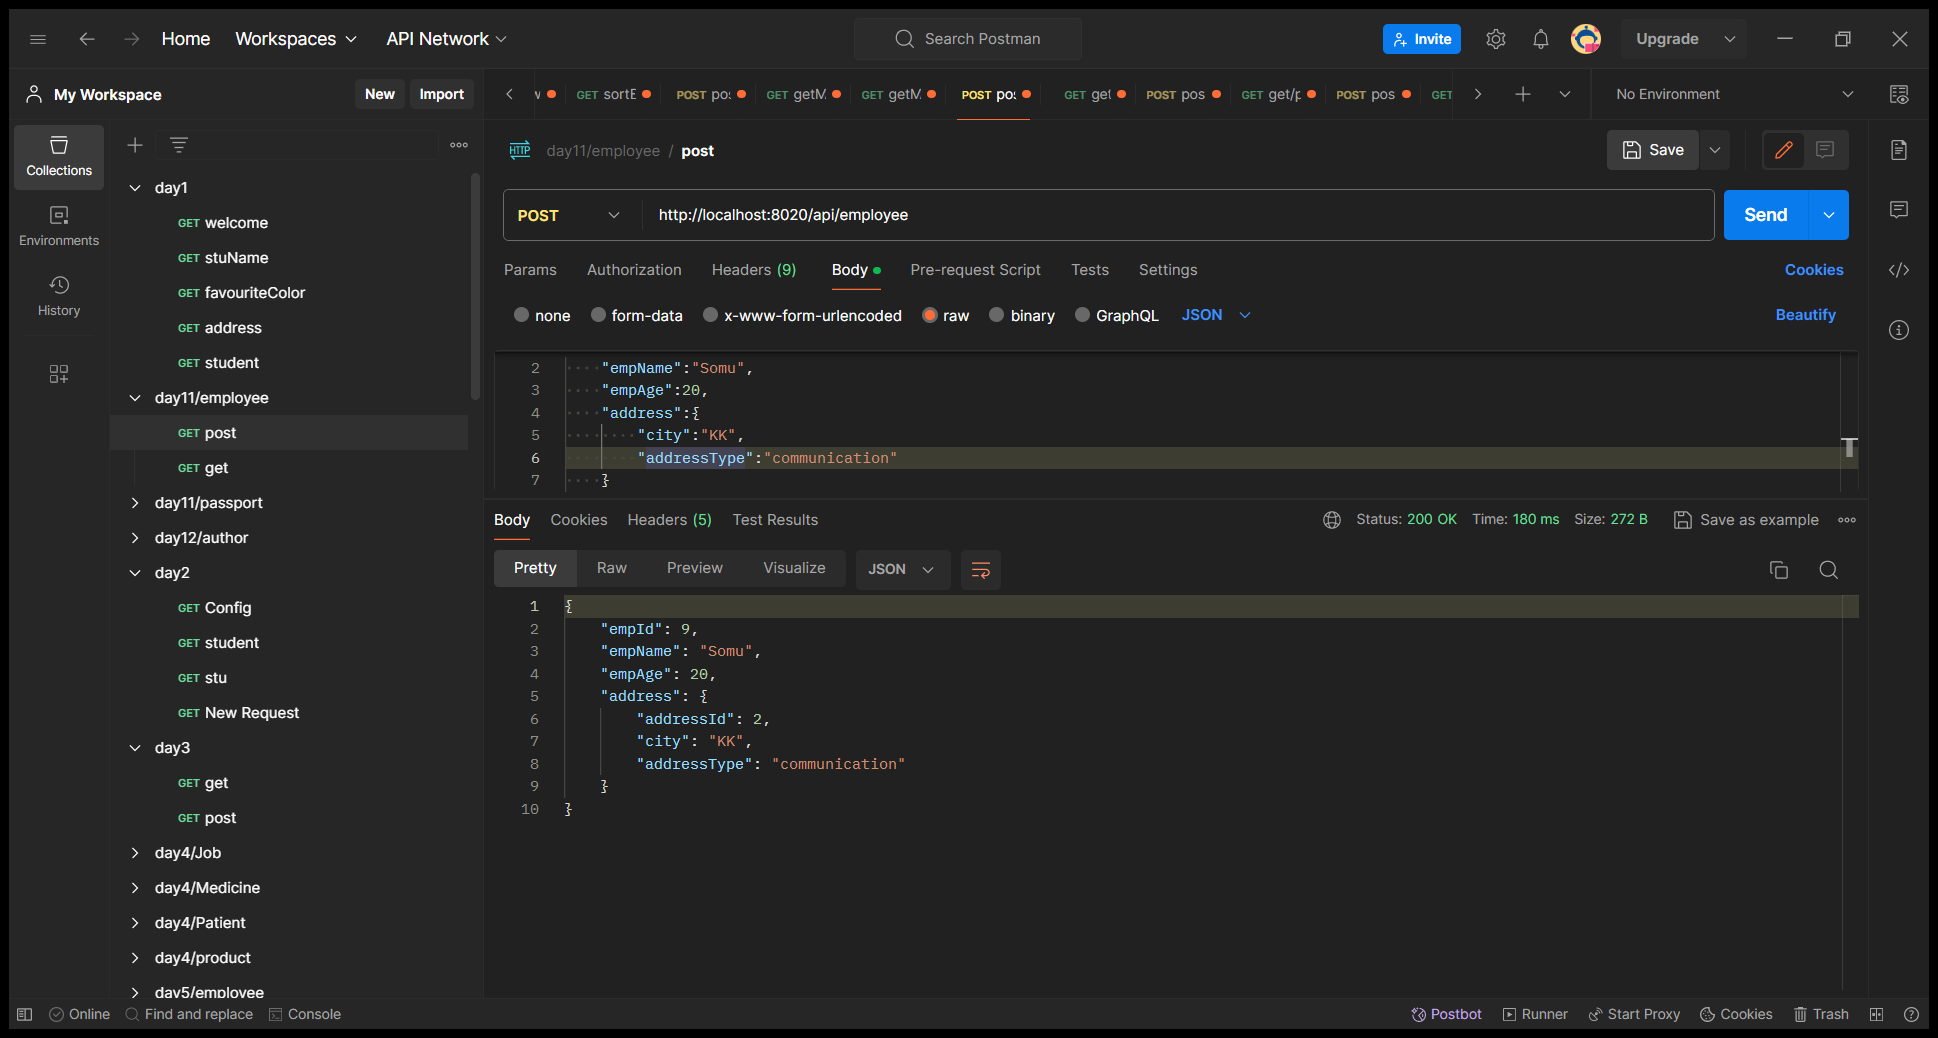 Home Workspaces API Network Search Postman Invite Upgrade
My Workspace New Import
GET sortE POST po: GET getM GET getM POST po: GET get POST pos GET get/p POST pos GET No Environment
Collections
Environments
History
day1
GET welcome
GET stuName
GET favouriteColor
GET address
GET student
day11/employee
GET post
GET get
day11/passport
day12/author
day2
GET Config
GET student
GET stu
GET New Request
day3
GET get
GET post
day4/Job
day4/Medicine
day4/Patient
day4/product
day5/employee
HTTP day11/employee / post Save
POST http://localhost:8020/api/employee Send
Params Authorization Headers (9) Body Pre-request Script Tests Settings Cookies
none form-data x-www-form-urlencoded raw binary GraphQL JSON Beautify
2 "empName":"Somu",
3 "empAge":20,
4 "address":{
5 "city":"KK",
6 "addressType":"communication"
7 }
Body Cookies Headers (5) Test Results Status: 200 OK Time: 180 ms Size: 272 B Save as example
Pretty Raw Preview Visualize JSON
1 {
2 "empId": 9,
3 "empName": "Somu",
4 "empAge": 20,
5 "address": {
6 "addressId": 2,
7 "city": "KK",
8 "addressType": "communication"
9 }
10 }
Online Find and replace Console Postbot Runner Start Proxy Cookies Trash